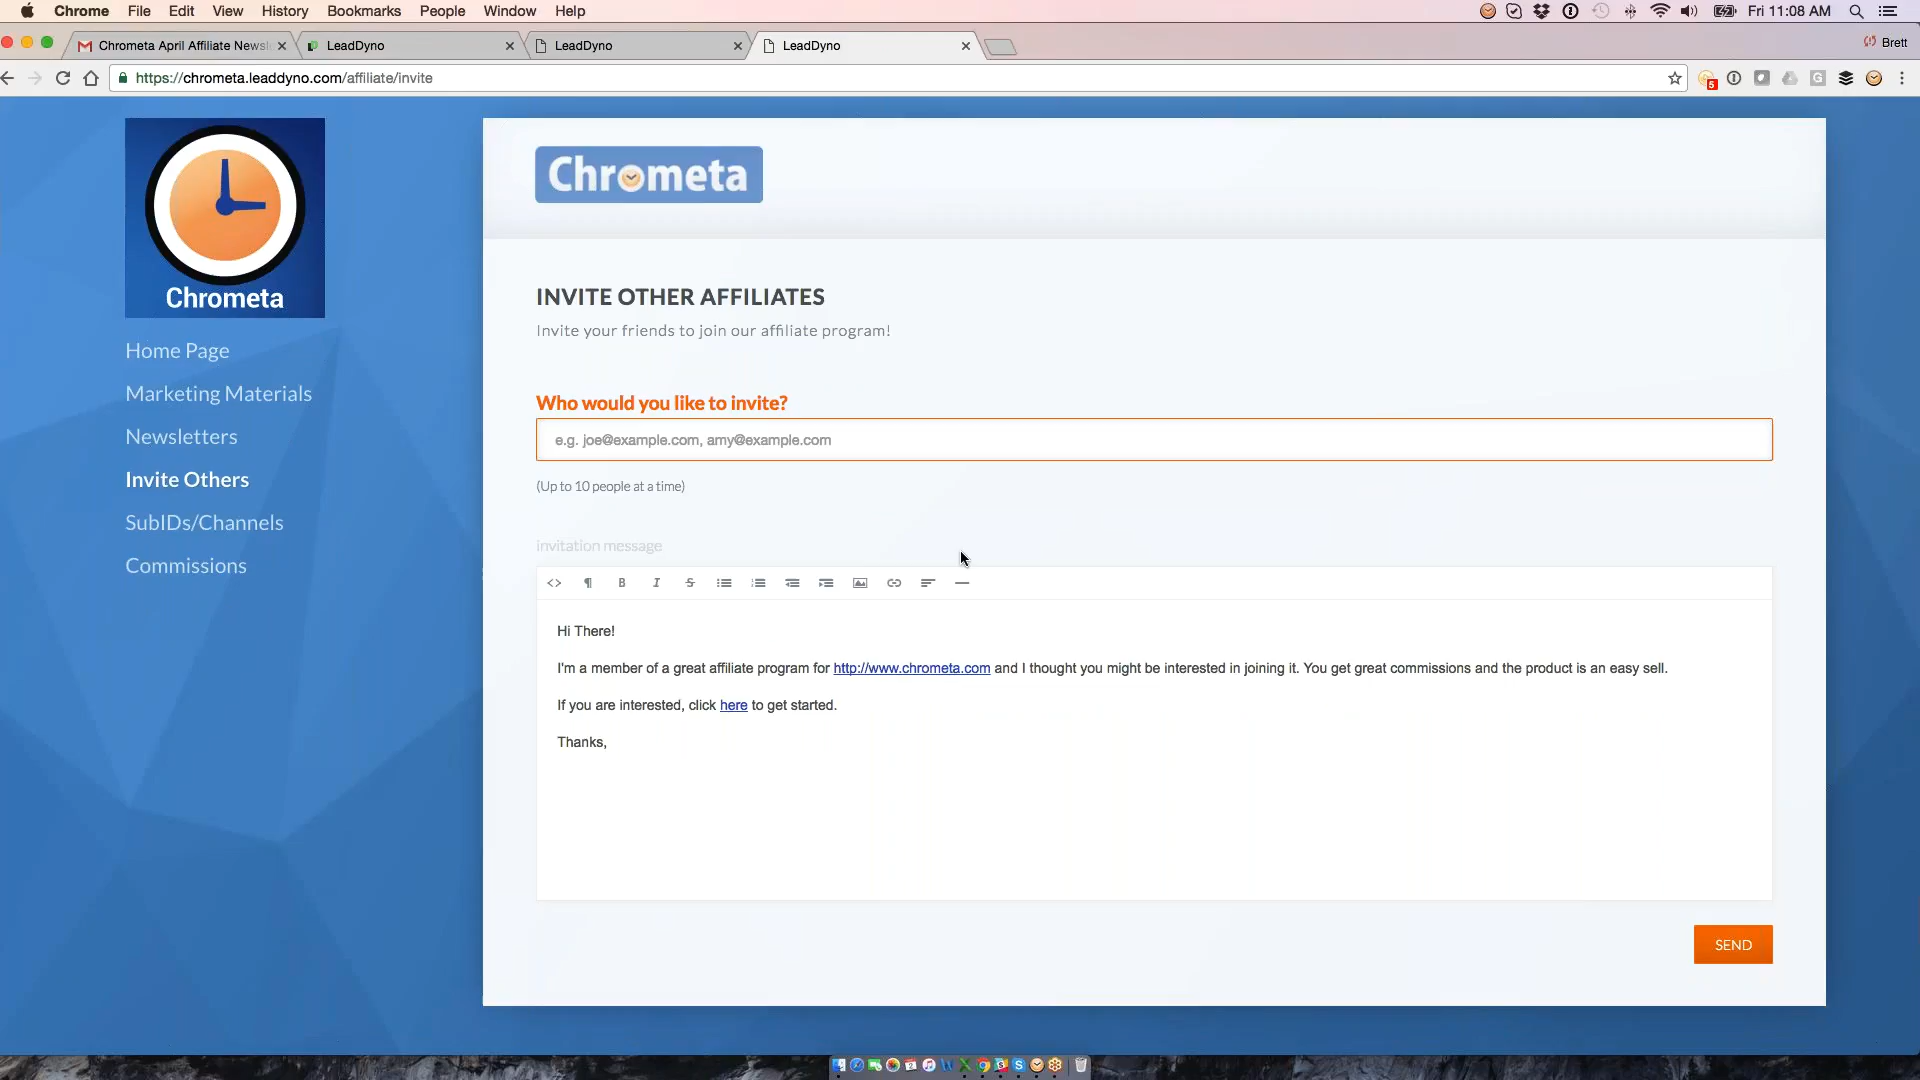 Chrome File Edit View History Bookmarks People Window Help Fri 11:08 AM
Chrometa April Affiliate Newsl LeadDyno LeadDyno LeadDyno Brett
https://chrometa.leaddyno.com/affiliate/invite 5
Chrometa
Home Page
Marketing Materials
Newsletters
Invite Others
SubIDs/Channels
Commissions
Chrometa
INVITE OTHER AFFILIATES
Invite your friends to join our affiliate program!
Who would you like to invite?
e.g. joe@example.com, amy@example.com
(Up to 10 people at a time)
invitation message
Hi There!
I'm a member of a great affiliate program for http://www.chrometa.com and I thought you might be interested in joining it. You get great commissions and the product is an easy sell.
If you are interested, click here to get started.
Thanks,
SEND